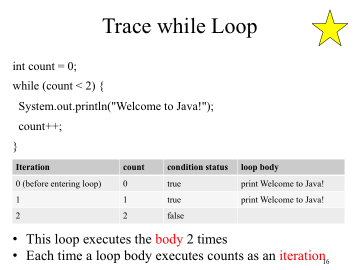 Trace while Loop
int count = 0;
while (count < 2) {
System.out.println("Welcome to Java!");
count++;
}
Iteration count condition status loop body
0 (before entering loop) 0 true print Welcome to Java!
1 1 true print Welcome to Java!
2 2 false
• This loop executes the body 2 times
• Each time a loop body executes counts as an iteration
16